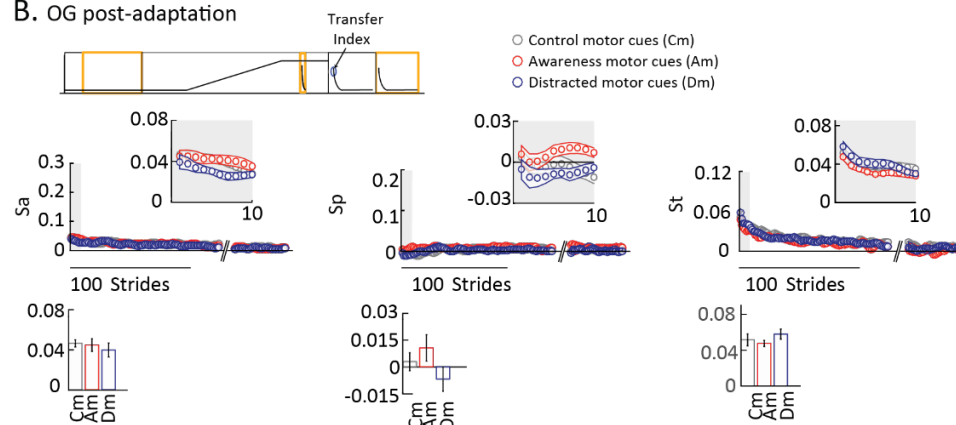 B. OG post-adaptation
Transfer
Index
Control motor cues (Cm)
Awareness motor cues (Am)
Distracted motor cues (Dm)
Sa
0.3
0.2
0.1
0
0.08
0.04
0
10
100 Strides
0.08
0.04
0
Cm
Am
Dm
Sp
0.2
0.1
0
0.03
0
-0.03
10
100 Strides
0.03
0.015
0
-0.015
Cm
Am
Dm
St
0.12
0.06
0
0.08
0.04
0
10
100 Strides
0.08
0.04
0
Cm
Am
Dm